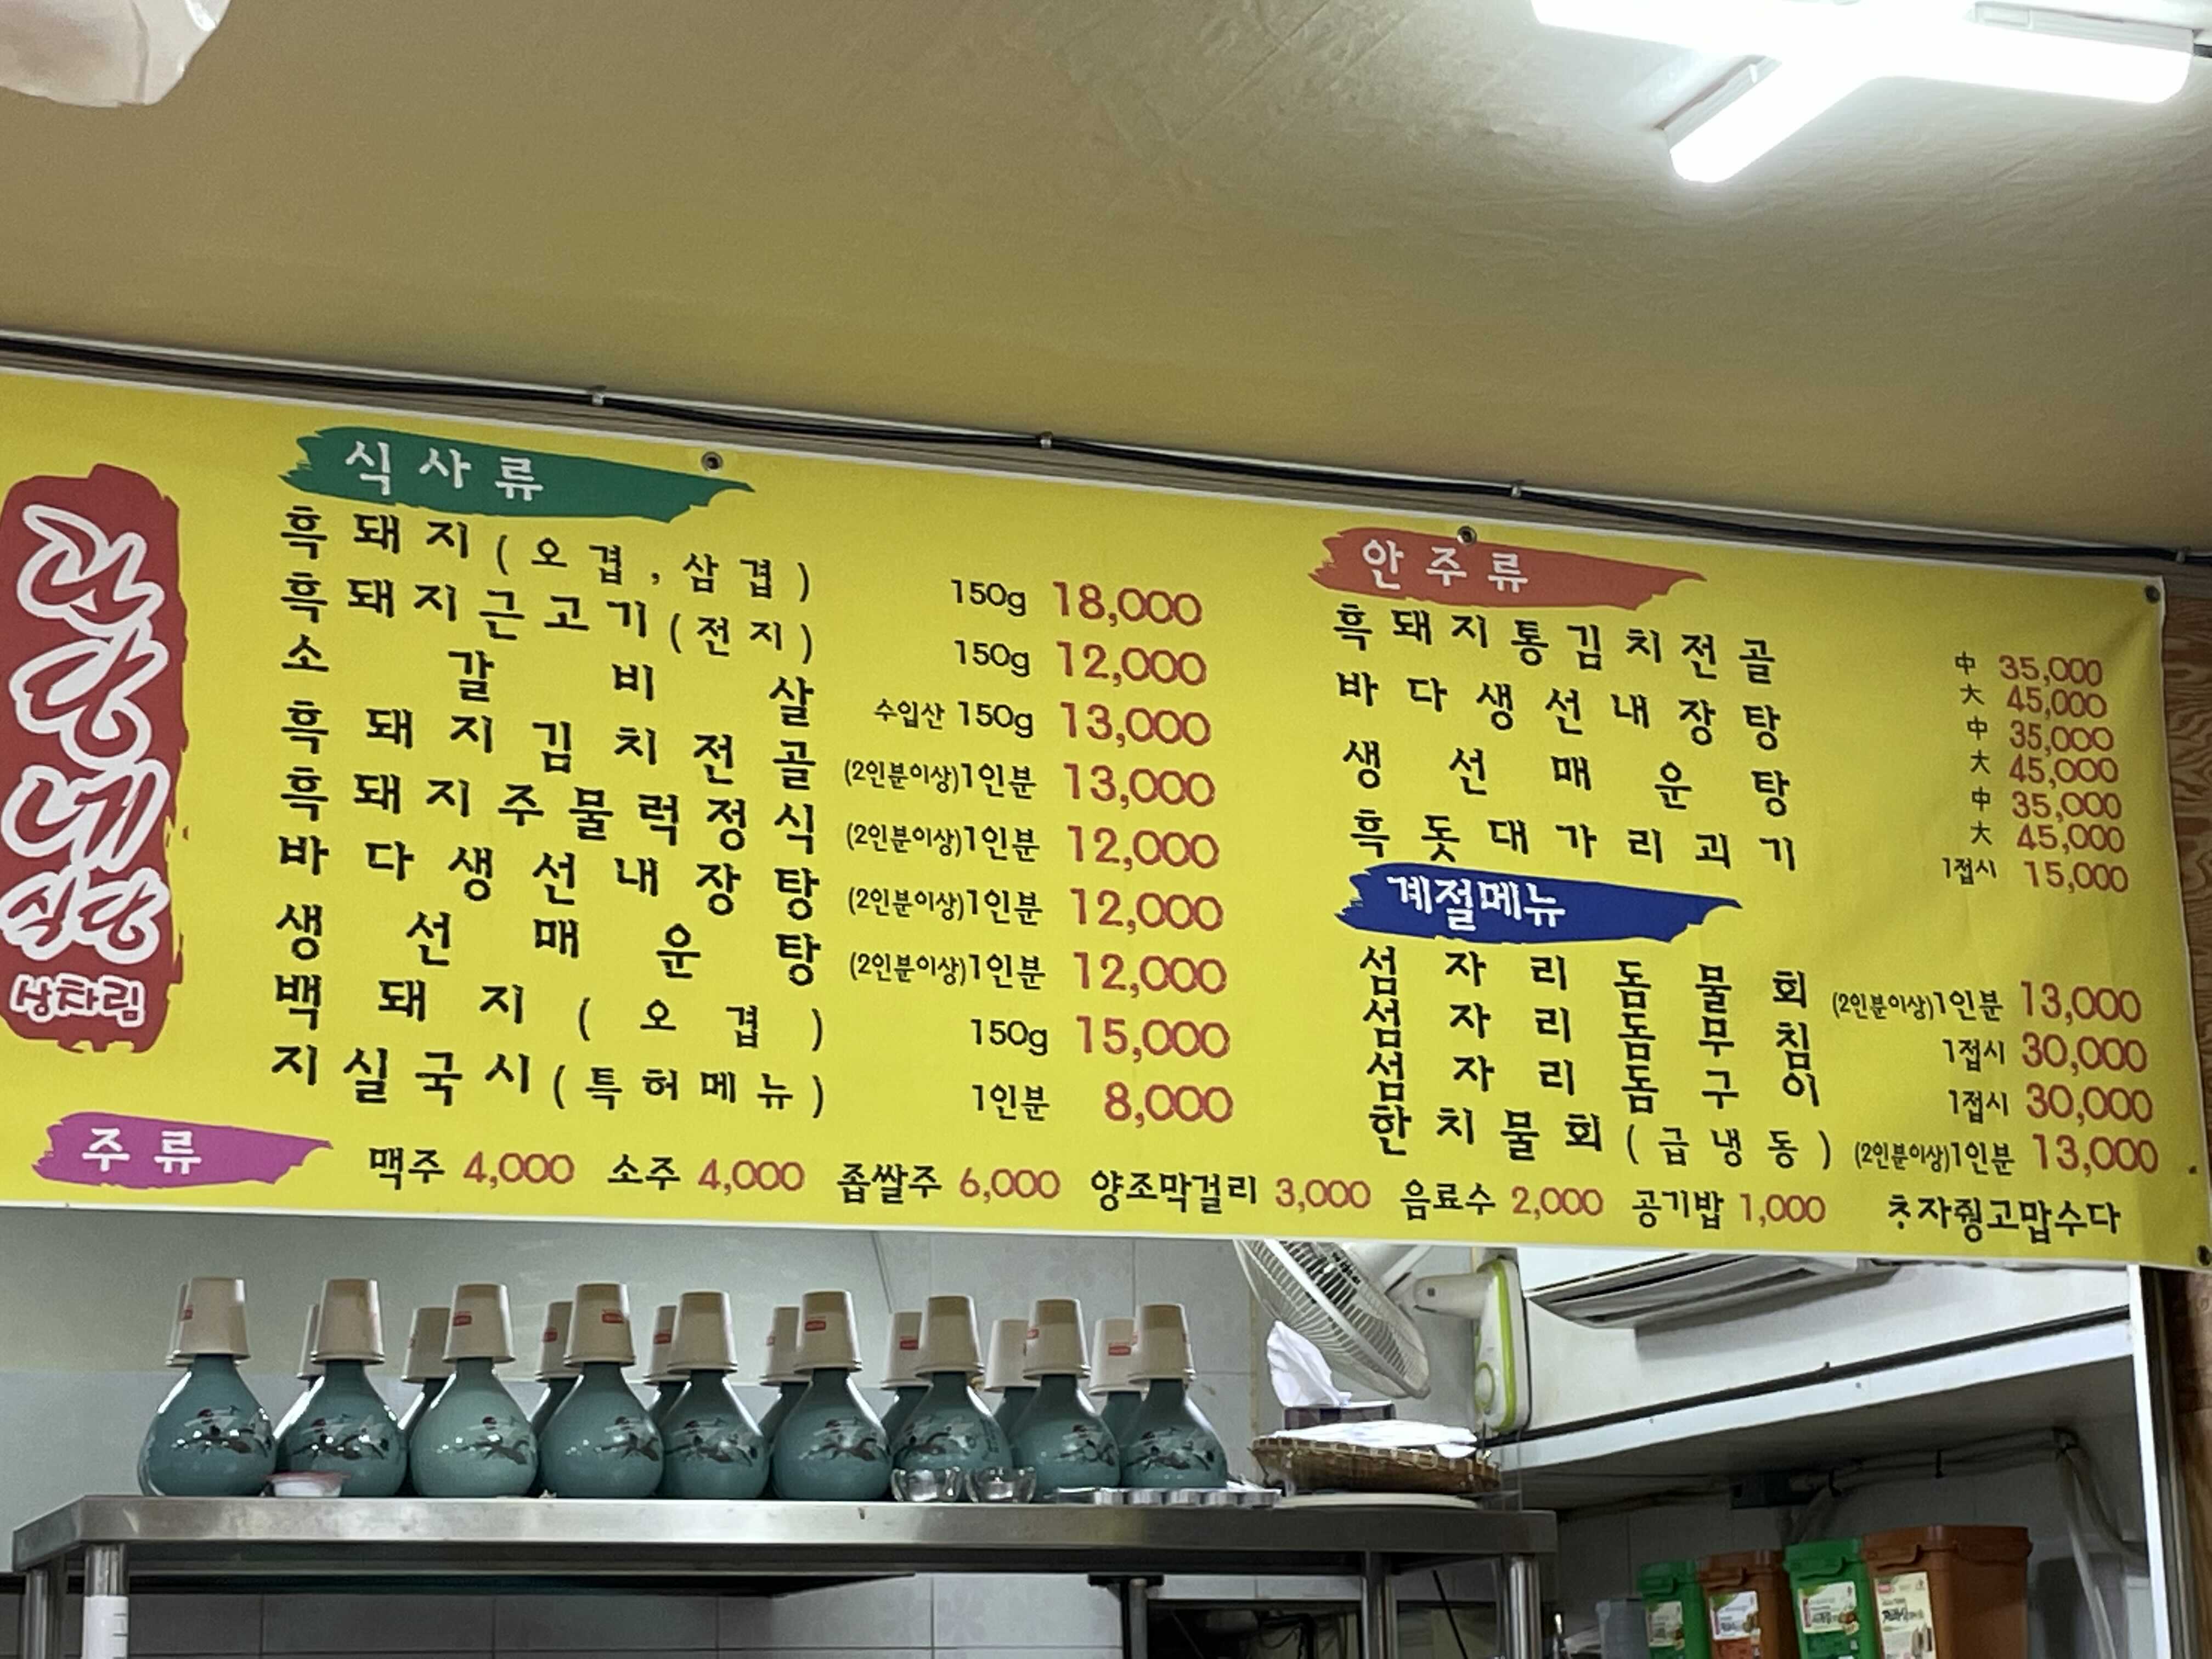 식당
상차림
식사류
흑돼지(오겹,삼겹) 150g 18,000
흑돼지근고기(전지) 150g 12,000
소갈비살 수입산 150g 13,000
흑돼지김치전골 (2인분이상)1인분 13,000
흑돼지주물럭정식 (2인분이상)1인분 12,000
바다생선내장탕 (2인분이상)1인분 12,000
생선매운탕 (2인분이상)1인분 12,000
백돼지(오겹) 150g 15,000
지실국시(특허메뉴) 1인분 8,000
안주류
흑돼지통김치전골 中 35,000
大 45,000
바다생선내장탕 中 35,000
大 45,000
생선매운탕 中 35,000
大 45,000
흑돗대가리괴기 1접시 15,000
계절메뉴
섬자리돔물회 (2인분이상)1인분 13,000
섬자리돔무침 1접시 30,000
섬자리돔구이 1접시 30,000
한치물회(급냉동) (2인분이상)1인분 13,000
주류
맥주 4,000 소주 4,000 좁쌀주 6,000 양조막걸리 3,000 음료수 2,000 공기밥 1,000 ᄎᆞ자줭고맙수다